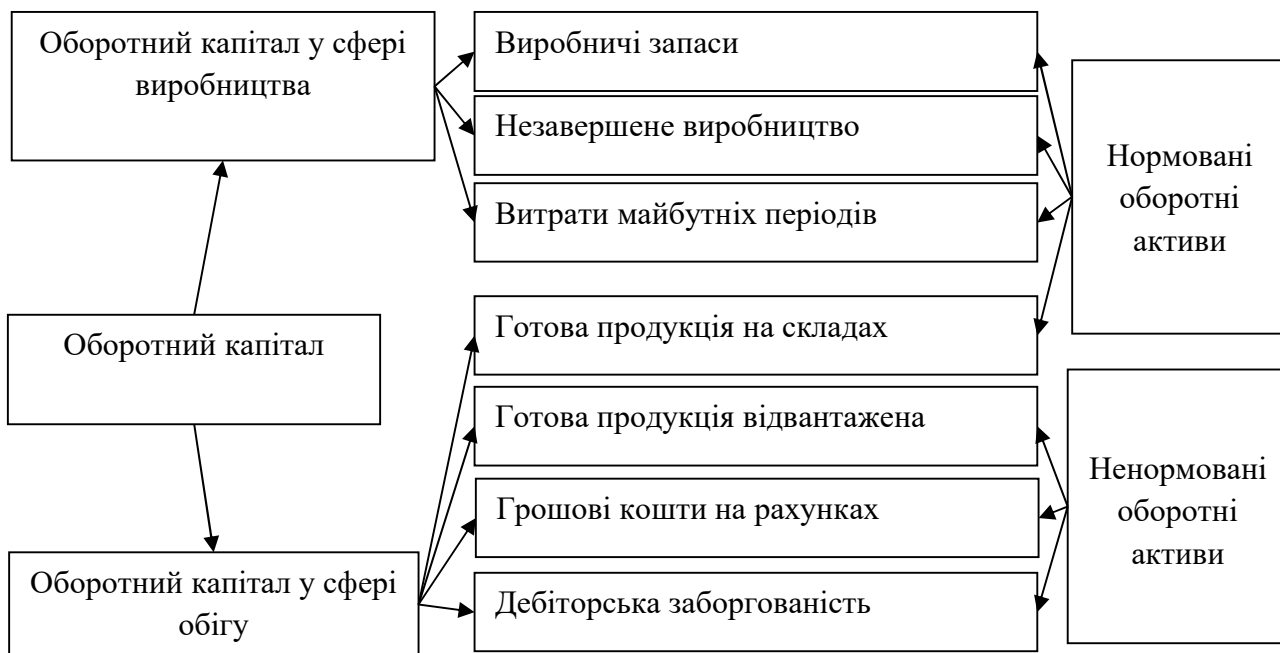 Оборотний капітал у сфері
виробництва
Виробничі запаси
Незавершене виробництво
Витрати майбутніх періодів
Нормовані
оборотні
активи
Оборотний капітал
Готова продукція на складах
Готова продукція відвантажена
Грошові кошти на рахунках
Дебіторська заборгованість
Ненормовані
оборотні
активи
Оборотний капітал у сфері
обігу